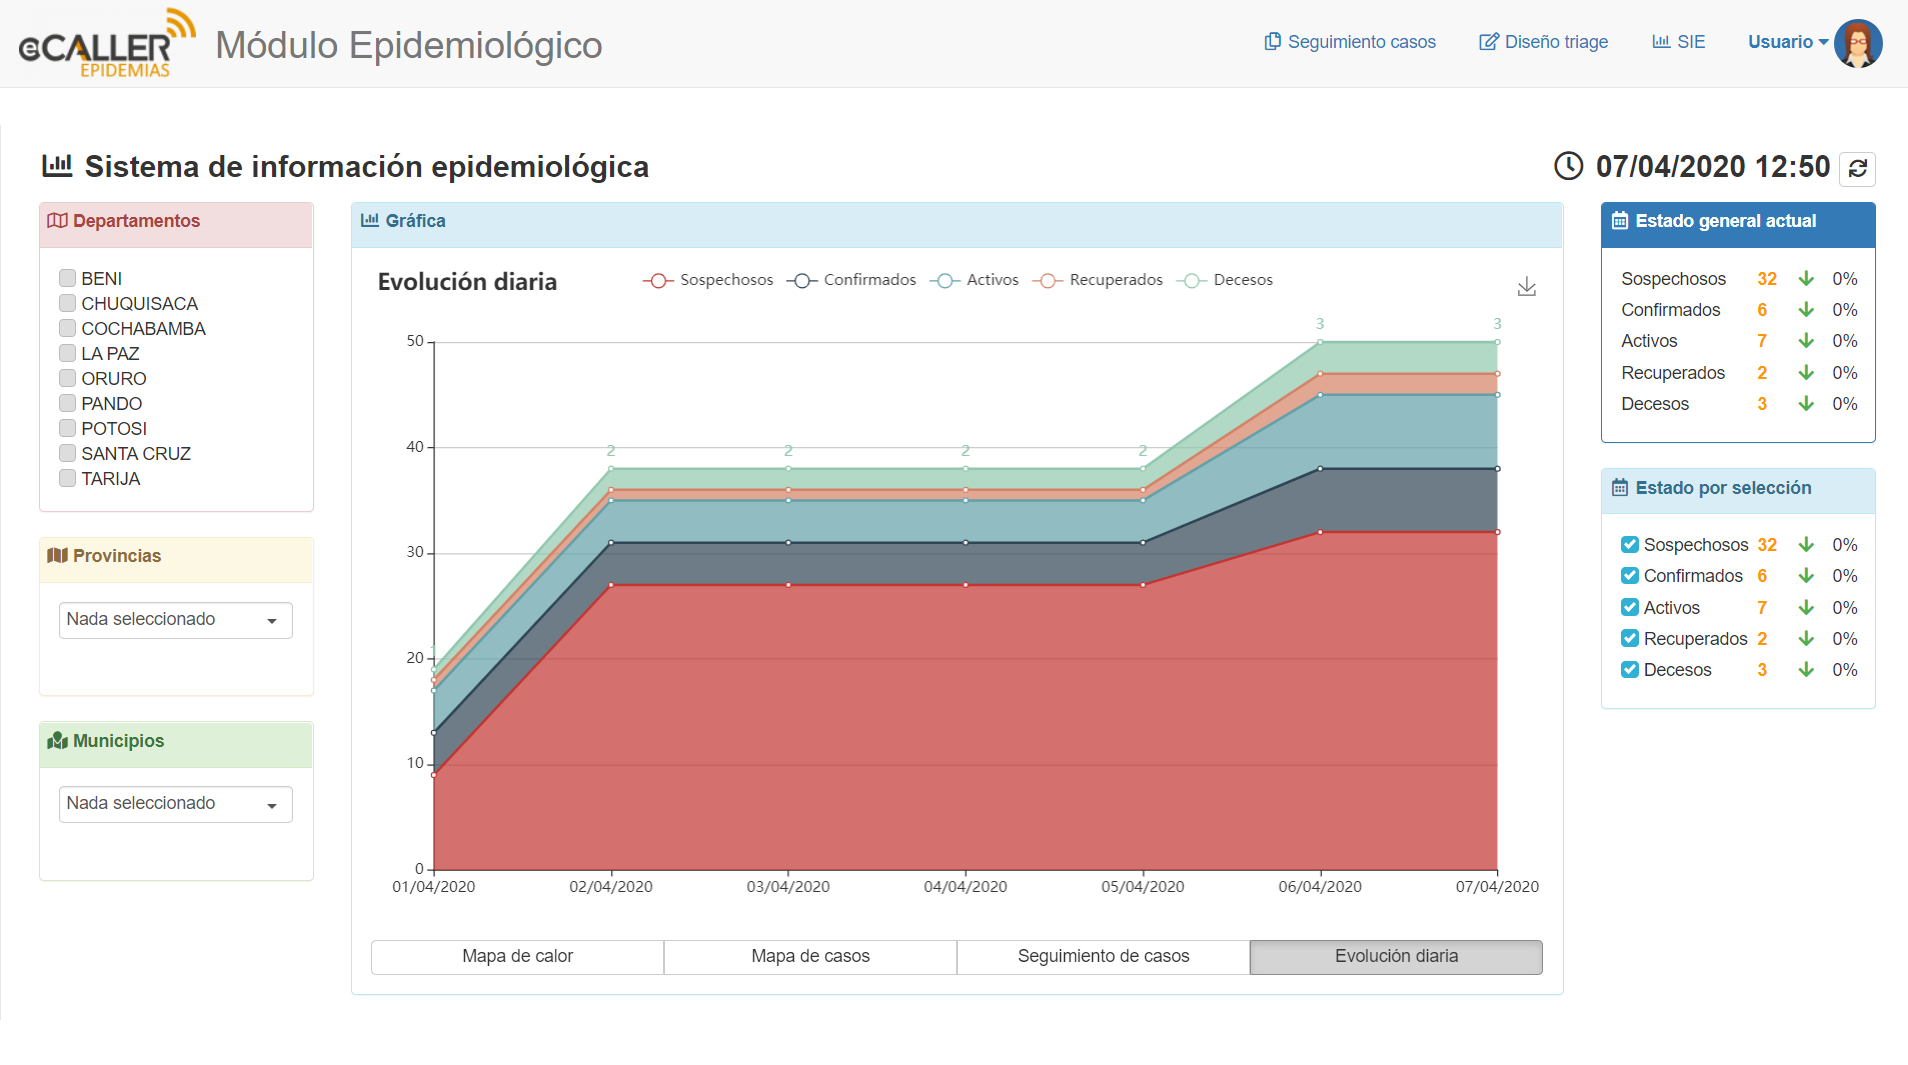 eCALLER
EPIDEMIAS
Módulo Epidemiológico
Seguimiento casos
Diseño triage
SIE
Usuario
Sistema de información epidemiológica
07/04/2020 12:50
Departamentos
BENI
CHUQUISACA
COCHABAMBA
LA PAZ
ORURO
PANDO
POTOSI
SANTA CRUZ
TARIJA
Provincias
Nada seleccionado
Municipios
Nada seleccionado
Gráfica
Evolución diaria
Sospechosos
Confirmados
Activos
Recuperados
Decesos
50
40
30
20
10
0
2
2
2
2
3
3
01/04/2020
02/04/2020
03/04/2020
04/04/2020
05/04/2020
06/04/2020
07/04/2020
Mapa de calor
Mapa de casos
Seguimiento de casos
Evolución diaria
Estado general actual
Sospechosos 32 0%
Confirmados 6 0%
Activos 7 0%
Recuperados 2 0%
Decesos 3 0%
Estado por selección
Sospechosos 32 0%
Confirmados 6 0%
Activos 7 0%
Recuperados 2 0%
Decesos 3 0%